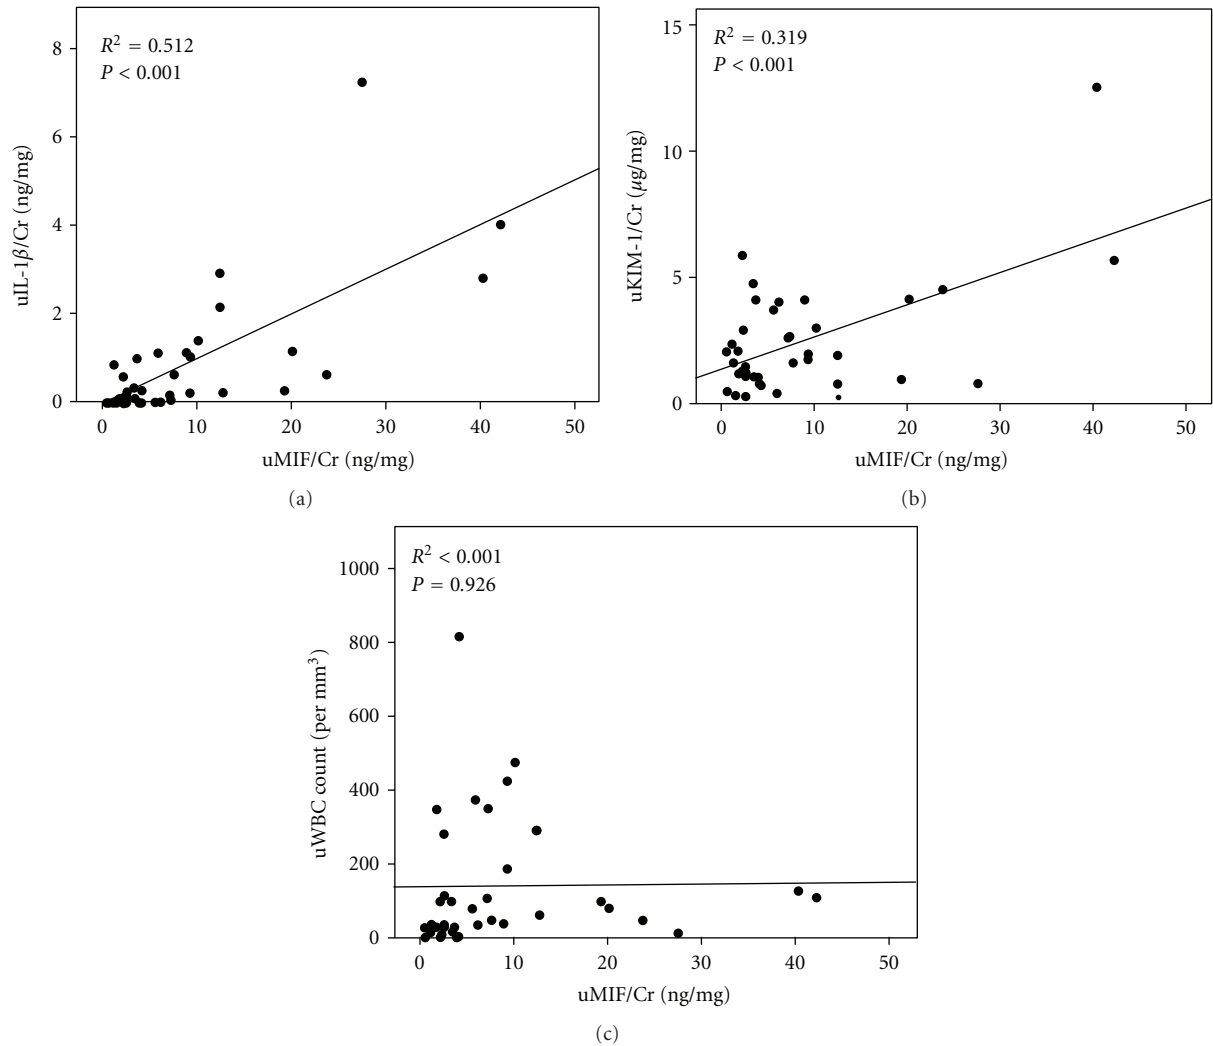 R² = 0.512
P < 0.001
8
6
4
2
0
uIL-1β/Cr (ng/mg)
0 10 20 30 40 50
uMIF/Cr (ng/mg)
(a)
R² = 0.319
P < 0.001
15
10
5
0
uKIM-1/Cr (μg/mg)
0 10 20 30 40 50
uMIF/Cr (ng/mg)
(b)
R² < 0.001
P = 0.926
1000
800
600
400
200
0
uWBC count (per mm³)
0 10 20 30 40 50
uMIF/Cr (ng/mg)
(c)